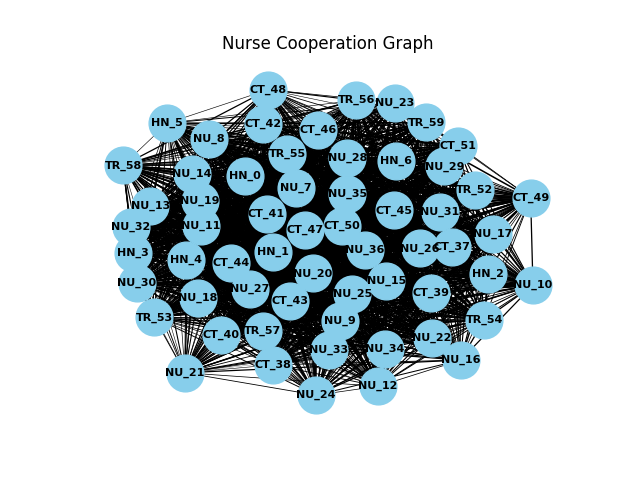 Nurse Cooperation Graph
CT_48
TR_56
NU_23
HN_5
CT_42
CT_46
TR_59
NU_8
CT_51
TR_55
NU_28
HN_6
TR_58
NU_29
NU_14
HN_0
NU_7
TR_52
NU_35
CT_49
NU_19
NU_13
CT_41
CT_45
NU_31
NU_32
NU_11
CT_47
CT_50
NU_17
HN_3
HN_1
NU_36
NU_26
CT_37
HN_4
CT_44
NU_20
HN_2
NU_30
NU_15
NU_10
NU_27
NU_25
CT_39
NU_18
CT_43
TR_53
NU_9
TR_54
CT_40
TR_57
NU_22
NU_33
NU_34
NU_16
CT_38
NU_21
NU_12
NU_24